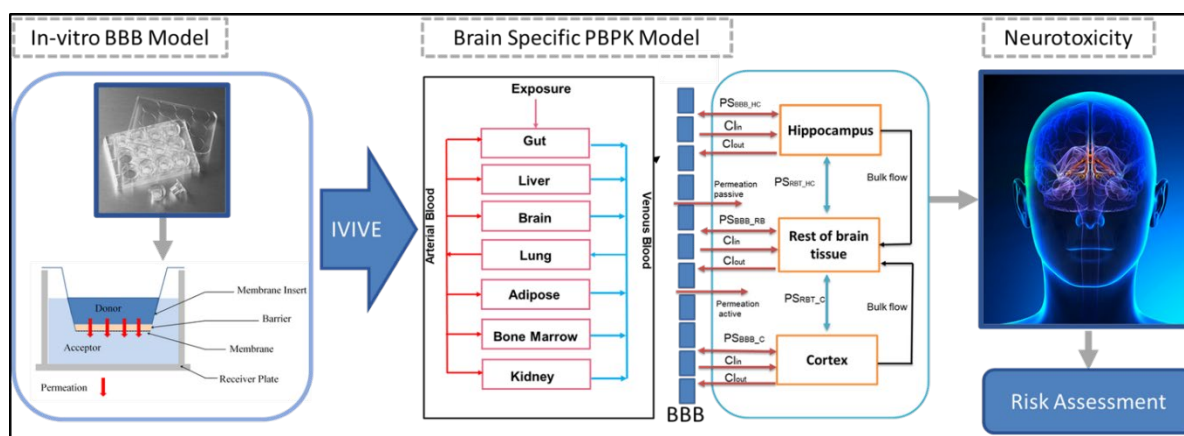 In-vitro BBB Model
Donor
Acceptor
Permeation
Membrane Insert
Barrier
Membrane
Receiver Plate
IVIVE
Brain Specific PBPK Model
Exposure
Arterial Blood
Gut
Liver
Brain
Lung
Adipose
Bone Marrow
Kidney
Venous Blood
BBB
PSBBB_HC
Clin
Clout
Permeation
passive
PSBBB_RB
Clin
Clout
Permeation
active
PSBBB_C
Clin
Clout
Hippocampus
PSRBT_HC
Bulk flow
Rest of brain
tissue
PSRBT_C
Bulk flow
Cortex
Neurotoxicity
Risk Assessment